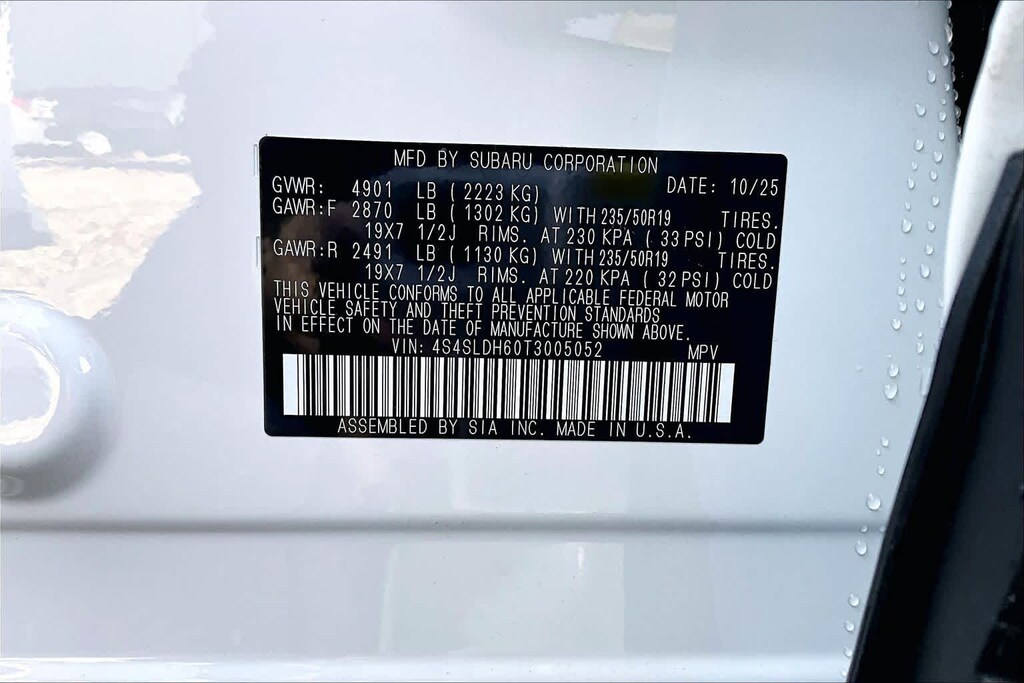 MFD BY SUBARU CORPORATION
GVWR: 4901 LB (2223 KG) DATE: 10/25
GAWR:F 2870 LB (1302 KG) WITH 235/50R19 TIRES.
19X7 1/2J RIMS. AT 230 KPA ( 33 PSI) COLD
GAWR:R 2491 LB (1130 KG) WITH 235/50R19 TIRES.
19X7 1/2J RIMS. AT 220 KPA ( 32 PSI) COLD
THIS VEHICLE CONFORMS TO ALL APPLICABLE FEDERAL MOTOR
VEHICLE SAFETY AND THEFT PREVENTION STANDARDS
IN EFFECT ON THE DATE OF MANUFACTURE SHOWN ABOVE.
VIN: 4S4SLDH60T3005052 MPV
ASSEMBLED BY SIA INC. MADE IN U.S.A.